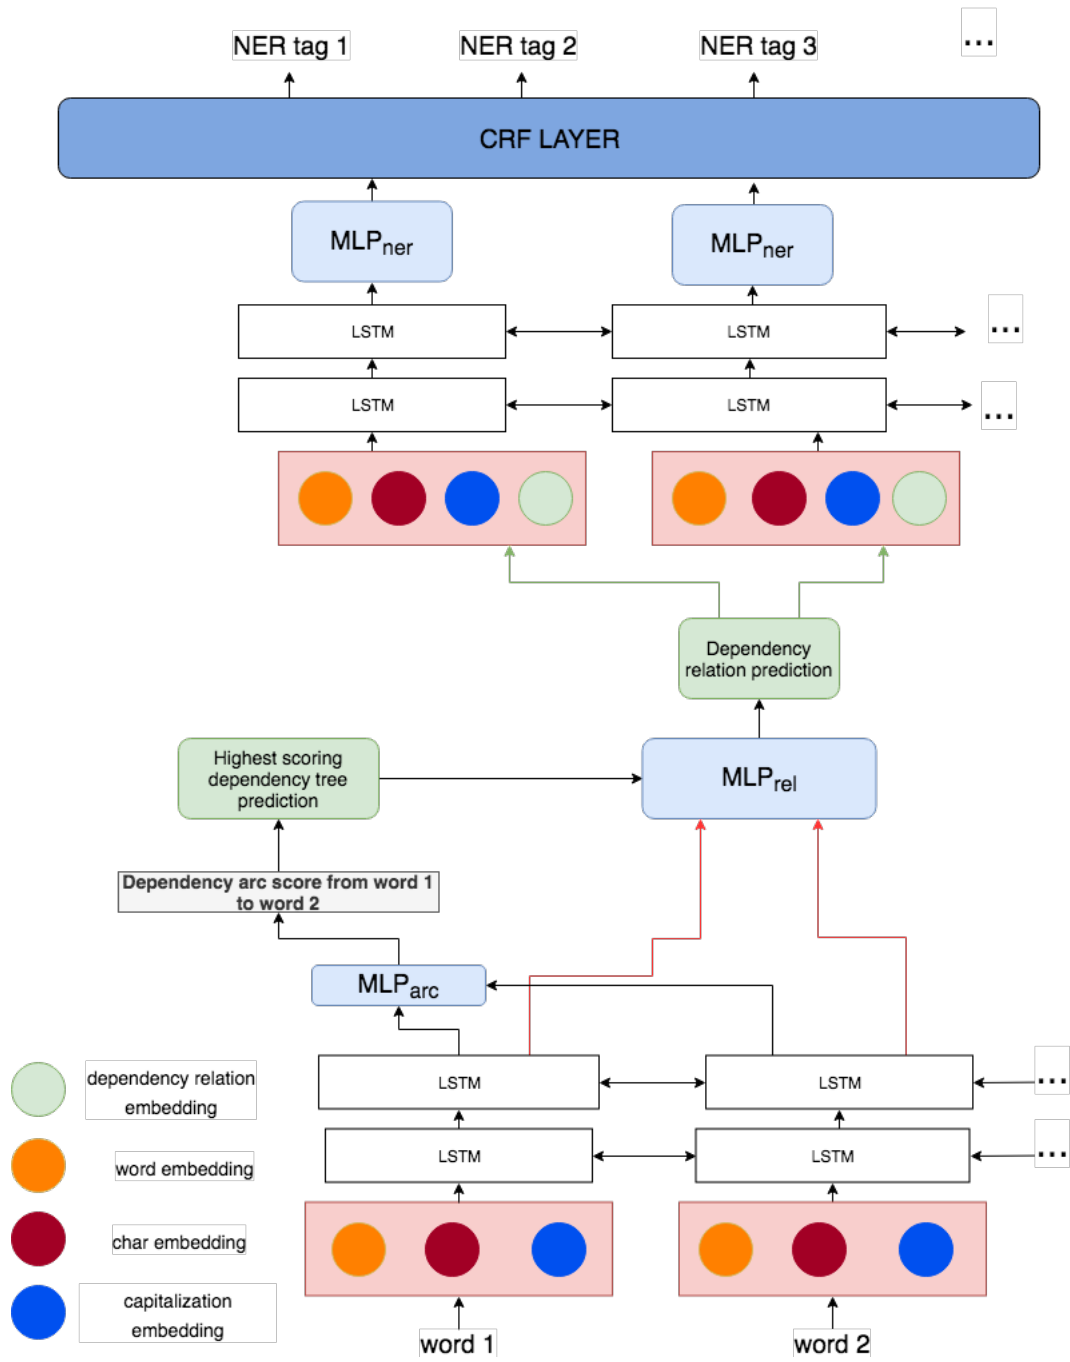 NER tag 1
NER tag 2
NER tag 3
...
CRF LAYER
MLPner
MLPner
LSTM
LSTM
...
LSTM
LSTM
...
Dependency
relation prediction
Highest scoring
dependency tree
prediction
MLPrel
Dependency arc score from word 1
to word 2
MLParc
LSTM
LSTM
...
LSTM
LSTM
...
dependency relation
embedding
word embedding
char embedding
capitalization
embedding
word 1
word 2